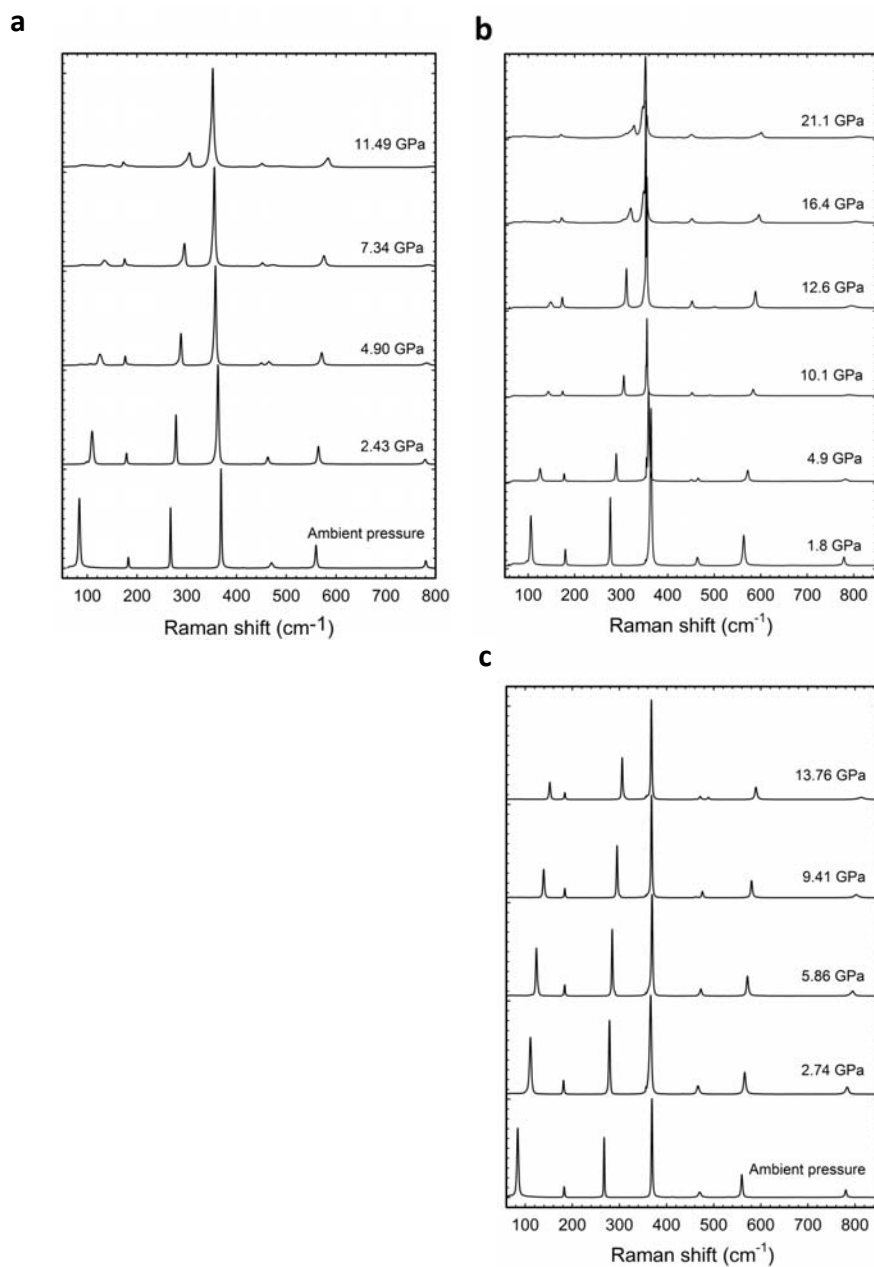 a
11.49 GPa
7.34 GPa
4.90 GPa
2.43 GPa
Ambient pressure
100 200 300 400 500 600 700 800
Raman shift (cm-1)
b
21.1 GPa
16.4 GPa
12.6 GPa
10.1 GPa
4.9 GPa
1.8 GPa
100 200 300 400 500 600 700 800
Raman shift (cm-1)
c
13.76 GPa
9.41 GPa
5.86 GPa
2.74 GPa
Ambient pressure
100 200 300 400 500 600 700 800
Raman shift (cm-1)